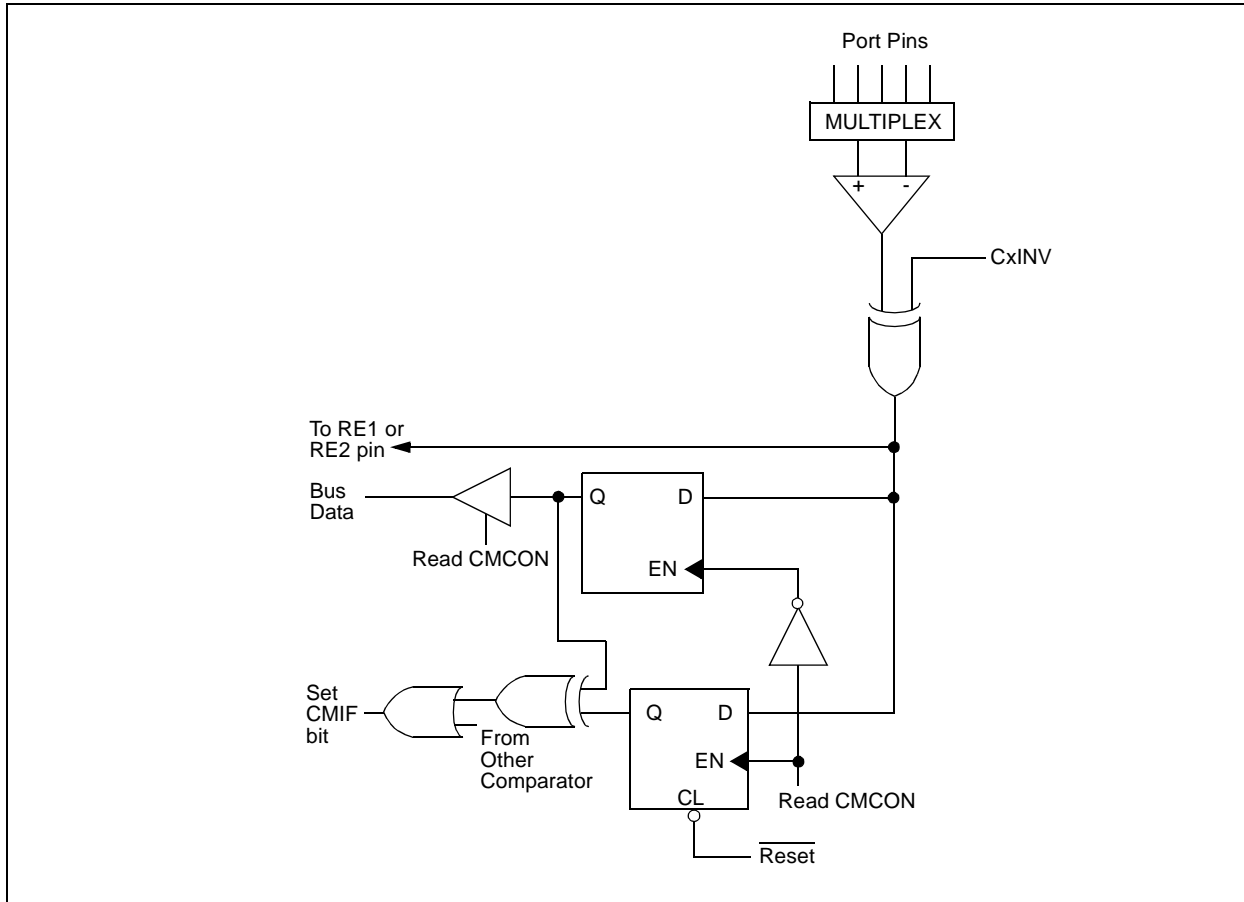 Port Pins
MULTIPLEX
+ -
CxINV
To RE1 or
RE2 pin
Bus
Data
Q D
Read CMCON
EN
Set
CMIF
bit
From
Other
Comparator
Q D
EN
CL
Read CMCON
Reset